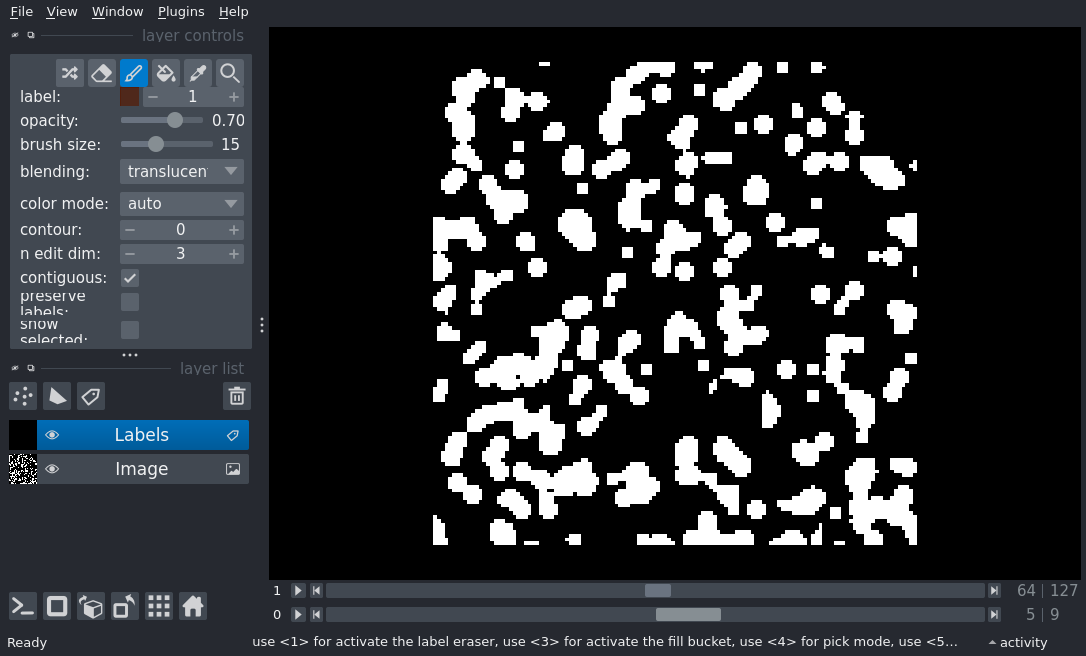 File View Window Plugins Help
layer controls
label: 1
opacity: 0.70
brush size: 15
blending: translucen
color mode: auto
contour: 0
n edit dim: 3
contiguous:
preserve
labels:
show
selected:
layer list
Labels
Image
1 64 | 127
0 5 | 9
Ready use <1> for activate the label eraser, use <3> for activate the fill bucket, use <4> for pick mode, use <5... activity